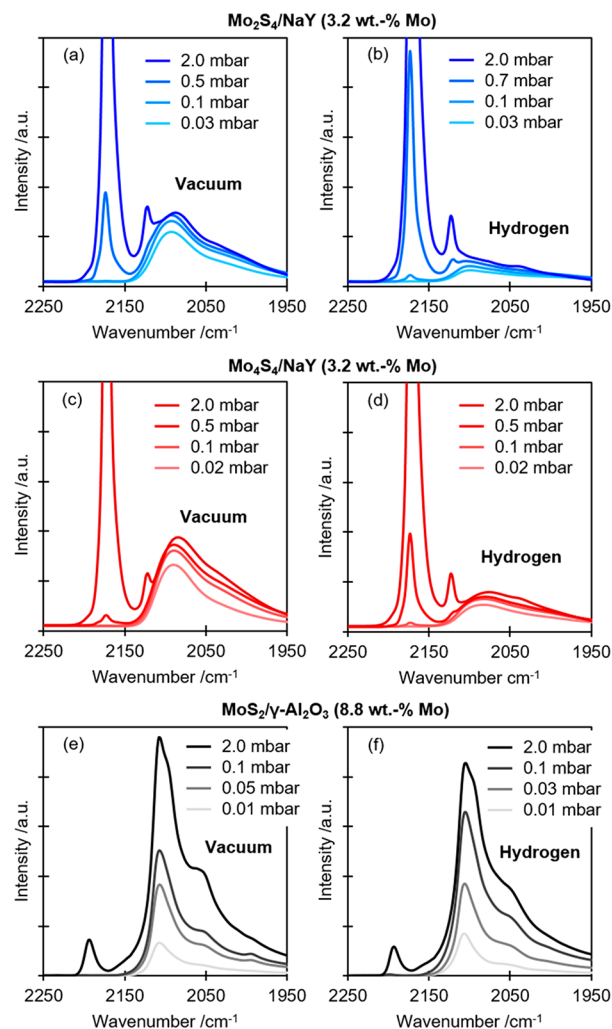 Mo₂S₄/NaY (3.2 wt.-% Mo)
(a)
2.0 mbar
0.5 mbar
0.1 mbar
0.03 mbar
Vacuum
Intensity /a.u.
2250 2150 2050 1950
Wavenumber /cm⁻¹
(b)
2.0 mbar
0.7 mbar
0.1 mbar
0.03 mbar
Hydrogen
Intensity /a.u.
2250 2150 2050 1950
Wavenumber /cm⁻¹
Mo₄S₄/NaY (3.2 wt.-% Mo)
(c)
2.0 mbar
0.5 mbar
0.1 mbar
0.02 mbar
Vacuum
Intensity /a.u.
2250 2150 2050 1950
Wavenumber /cm⁻¹
(d)
2.0 mbar
0.5 mbar
0.1 mbar
0.02 mbar
Hydrogen
Intensity /a.u.
2250 2150 2050 1950
Wavenumber cm⁻¹
MoS₂/γ-Al₂O₃ (8.8 wt.-% Mo)
(e)
2.0 mbar
0.1 mbar
0.05 mbar
0.01 mbar
Vacuum
Intensity /a.u.
2250 2150 2050 1950
Wavenumber /cm⁻¹
(f)
2.0 mbar
0.1 mbar
0.03 mbar
0.01 mbar
Hydrogen
Intensity /a.u.
2250 2150 2050 1950
Wavenumber /cm⁻¹